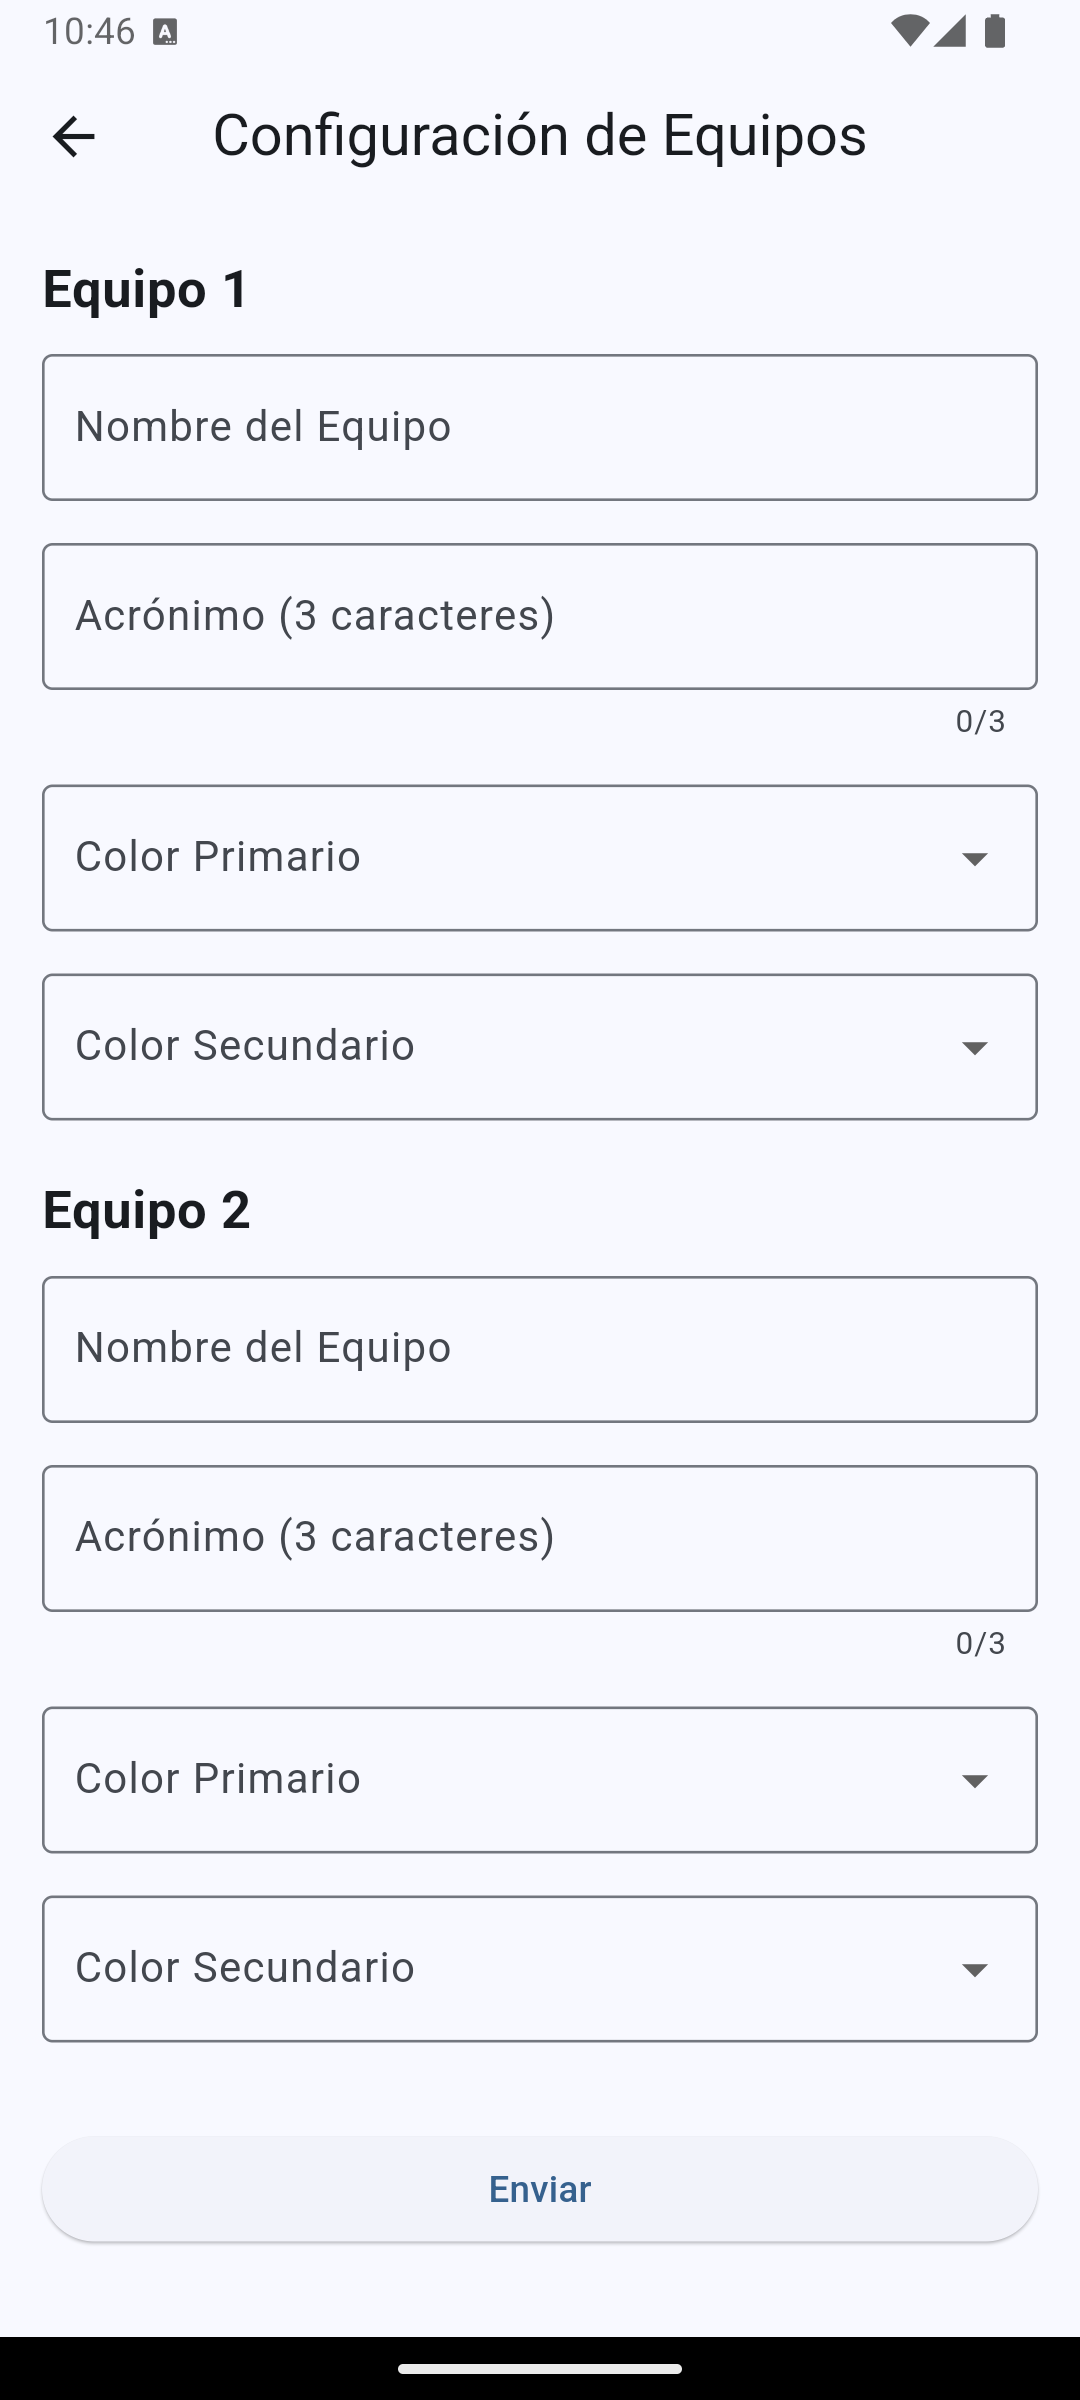 10:46
Configuración de Equipos
Equipo 1
Nombre del Equipo
Acrónimo (3 caracteres)
0/3
Color Primario
Color Secundario
Equipo 2
Nombre del Equipo
Acrónimo (3 caracteres)
0/3
Color Primario
Color Secundario
Enviar